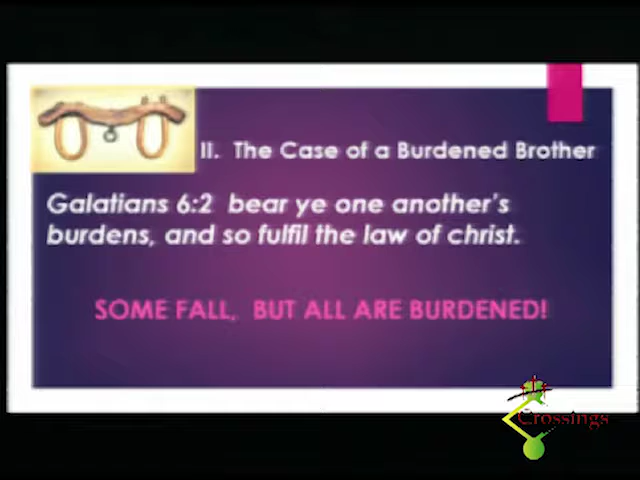 II. The Case of a Burdened Brother
Galatians 6:2 bear ye one another's
burdens, and so fulfil the law of christ.
SOME FALL, BUT ALL ARE BURDENED!
Crossings